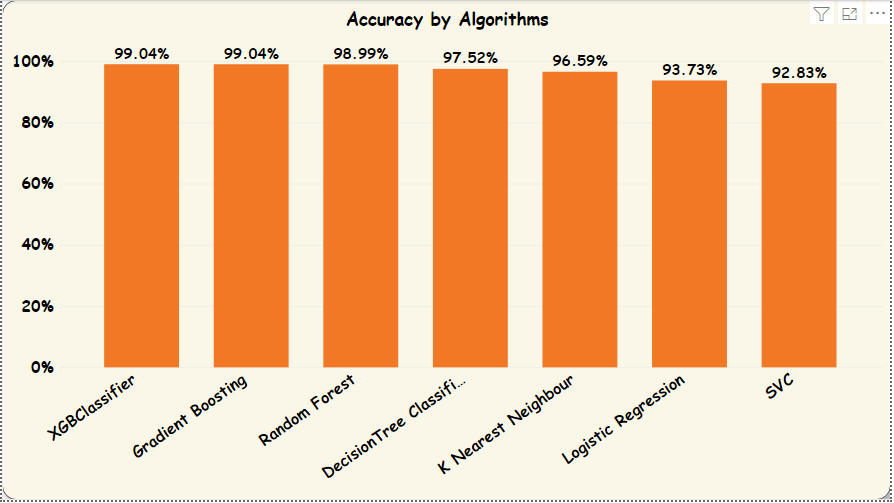 Accuracy by Algorithms
99.04%
99.04%
98.99%
97.52%
96.59%
93.73%
92.83%
100%
80%
60%
40%
20%
0%
XGBClassifier
Gradient Boosting
Random Forest
DecisionTree Classifi...
K Nearest Neighbour
Logistic Regression
SVC